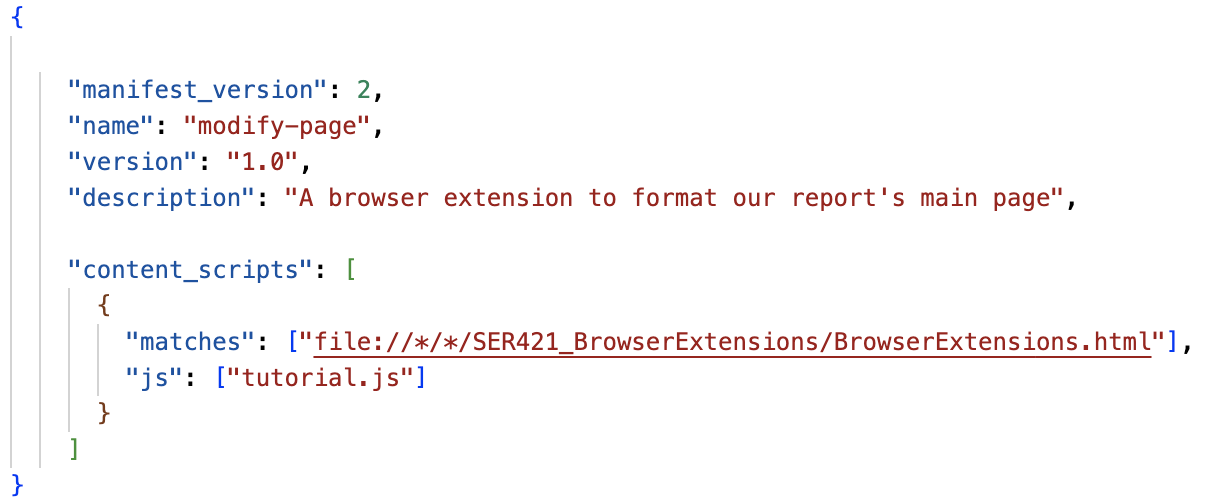 {
"manifest_version": 2,
"name": "modify-page",
"version": "1.0",
"description": "A browser extension to format our report's main page",
"content_scripts": [
{
"matches": ["file://*/*/SER421_BrowserExtensions/BrowserExtensions.html"],
"js": ["tutorial.js"]
}
]
}